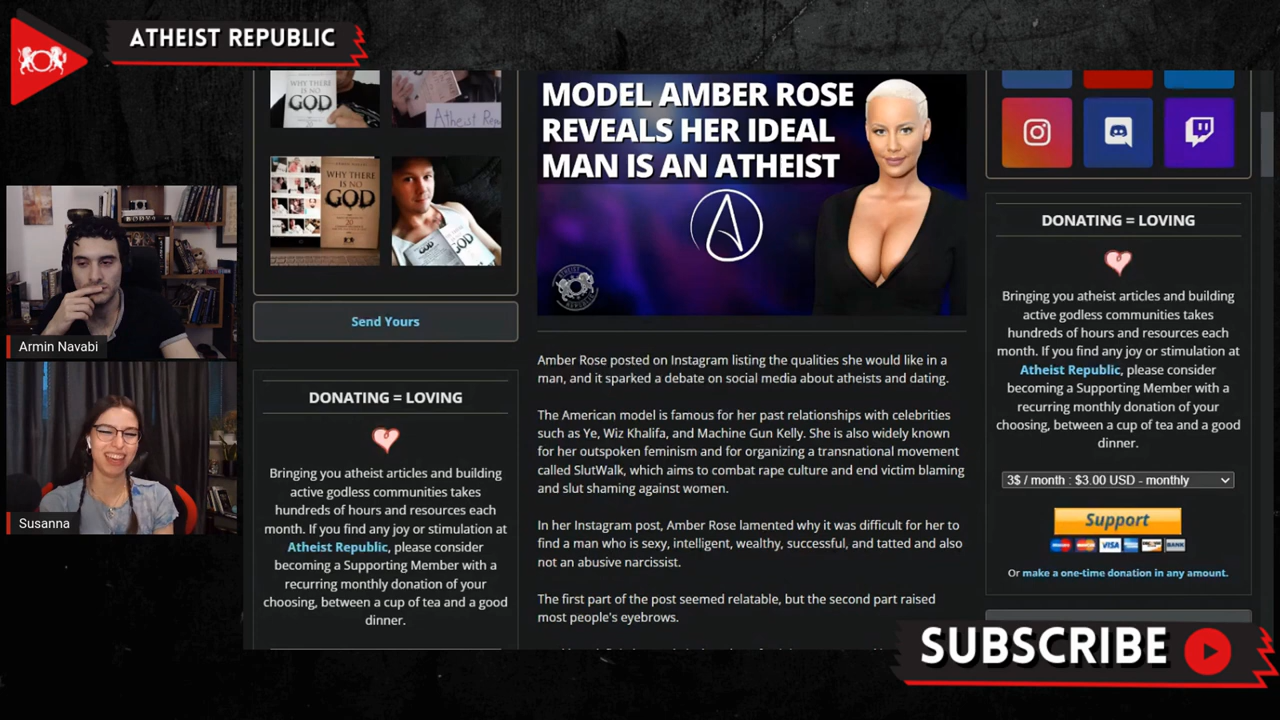 ATHEIST REPUBLIC
WHY THERE
IS NO
GOD
WHY THERE
IS NO
GOD
GOD
GOD
Send Yours
DONATING = LOVING
Bringing you atheist articles and building
active godless communities takes
hundreds of hours and resources each
month. If you find any joy or stimulation at
Atheist Republic, please consider
becoming a Supporting Member with a
recurring monthly donation of your
choosing, between a cup of tea and a good
dinner.
MODEL AMBER ROSE
REVEALS HER IDEAL
MAN IS AN ATHEIST
Amber Rose posted on Instagram listing the qualities she would like in a
man, and it sparked a debate on social media about atheists and dating.
The American model is famous for her past relationships with celebrities
such as Ye, Wiz Khalifa, and Machine Gun Kelly. She is also widely known
for her outspoken feminism and for organizing a transnational movement
called SlutWalk, which aims to combat rape culture and end victim blaming
and slut shaming against women.
In her Instagram post, Amber Rose lamented why it was difficult for her to
find a man who is sexy, intelligent, wealthy, successful, and tatted and also
not an abusive narcissist.
The first part of the post seemed relatable, but the second part raised
most people's eyebrows.
DONATING = LOVING
Bringing you atheist articles and building
active godless communities takes
hundreds of hours and resources each
month. If you find any joy or stimulation at
Atheist Republic, please consider
becoming a Supporting Member with a
recurring monthly donation of your
choosing, between a cup of tea and a good
dinner.
3$ / month : $3.00 USD - monthly
Support
VISA
BANK
Or make a one-time donation in any amount.
Armin Navabi
Susanna
SUBSCRIBE